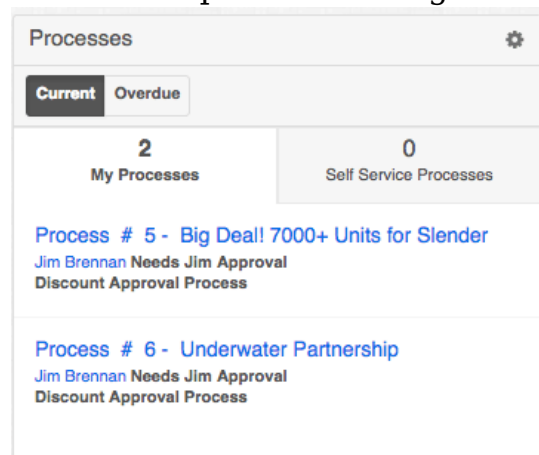 Processes
Current Overdue
2 0
My Processes Self Service Processes
Process # 5 - Big Deal! 7000+ Units for Slender
Jim Brennan Needs Jim Approval
Discount Approval Process
Process # 6 - Underwater Partnership
Jim Brennan Needs Jim Approval
Discount Approval Process